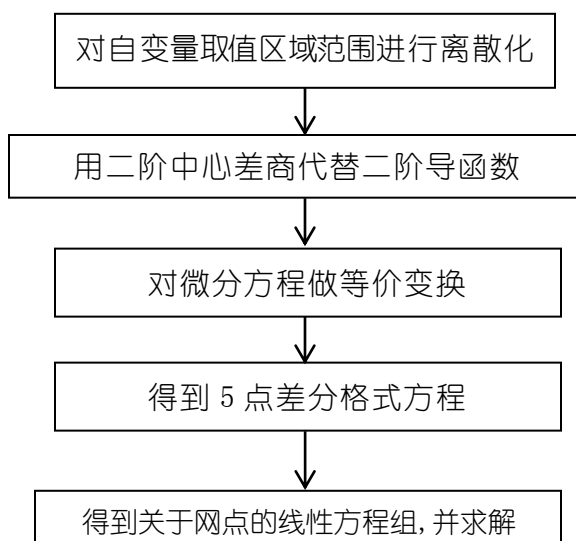 对自变量取值区域范围进行离散化
用二阶中心差商代替二阶导函数
对微分方程做等价变换
得到 5 点差分格式方程
得到关于网点的线性方程组,并求解